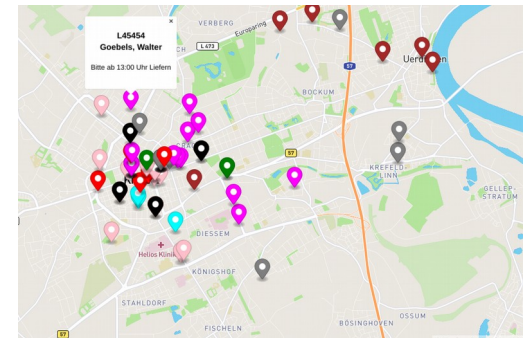 ×
L45454
Goebels, Walter
Bitte ab 13:00 Uhr Liefern
VERBERG
Europaring
L 473
57
BOCKUM
57
KREFELD-
LINN
GELLEP-
STRATUM
DIESSEM
Helios Klinik
KÖNIGSHOF
STAHLDORF
FISCHELN
57
OSSUM
BÖSINGHOVEN